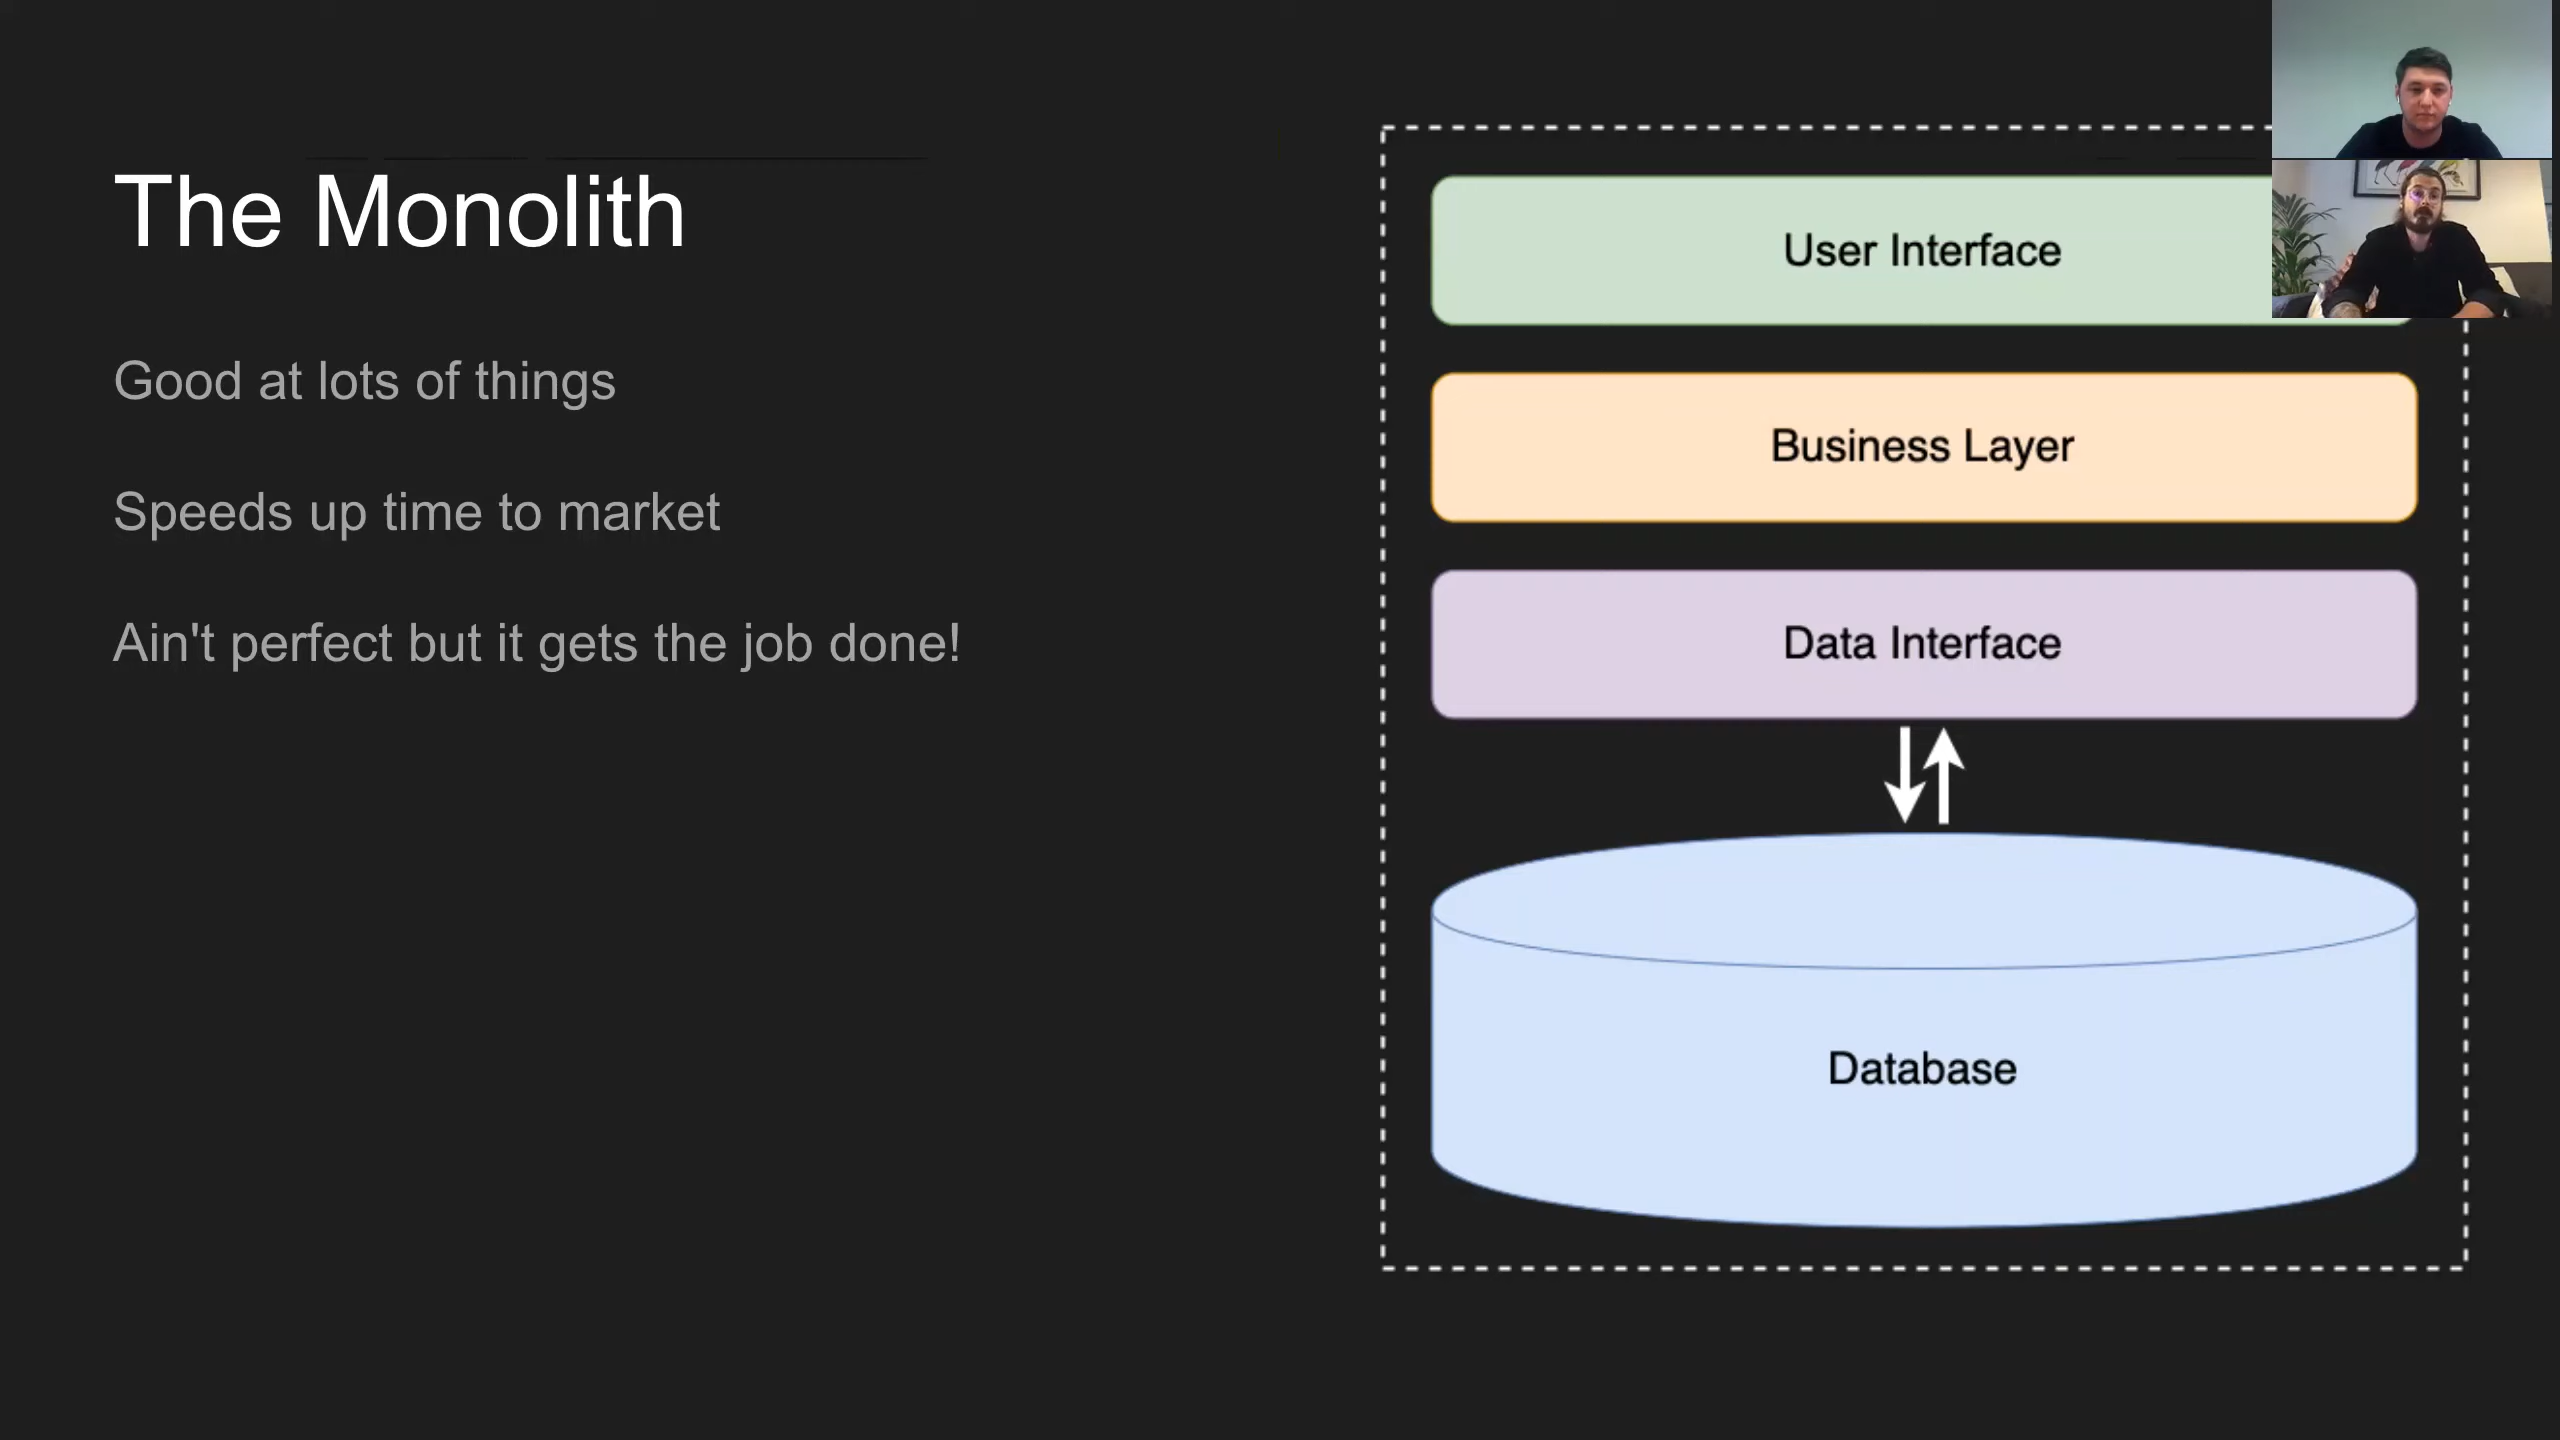 The Monolith
Good at lots of things
Speeds up time to market
Ain't perfect but it gets the job done!
User Interface
Business Layer
Data Interface
Database